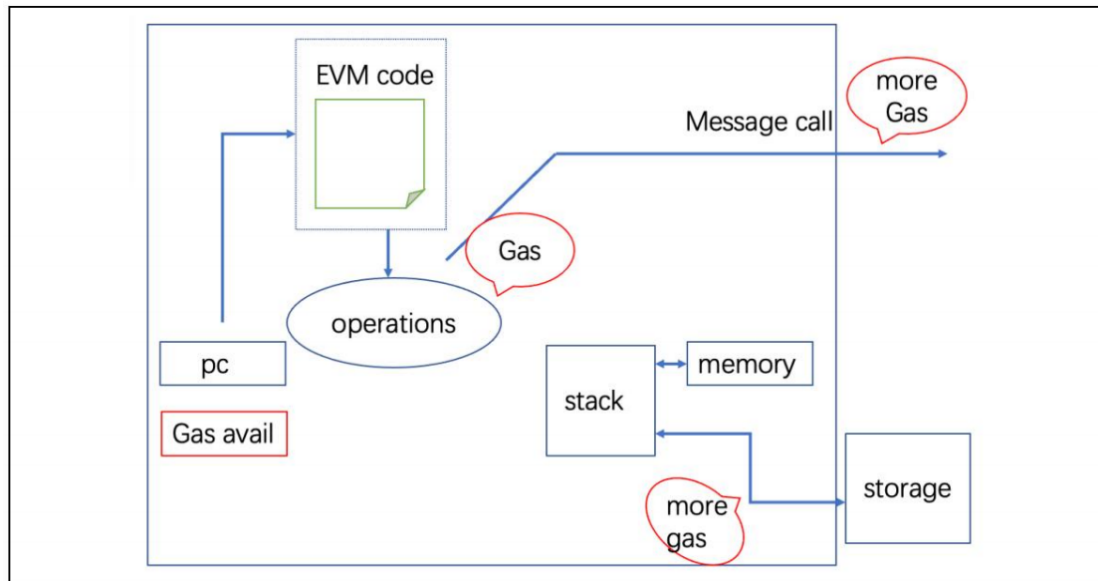 EVM code
more
Gas
Message call
Gas
operations
pc
memory
stack
Gas avail
storage
more
gas